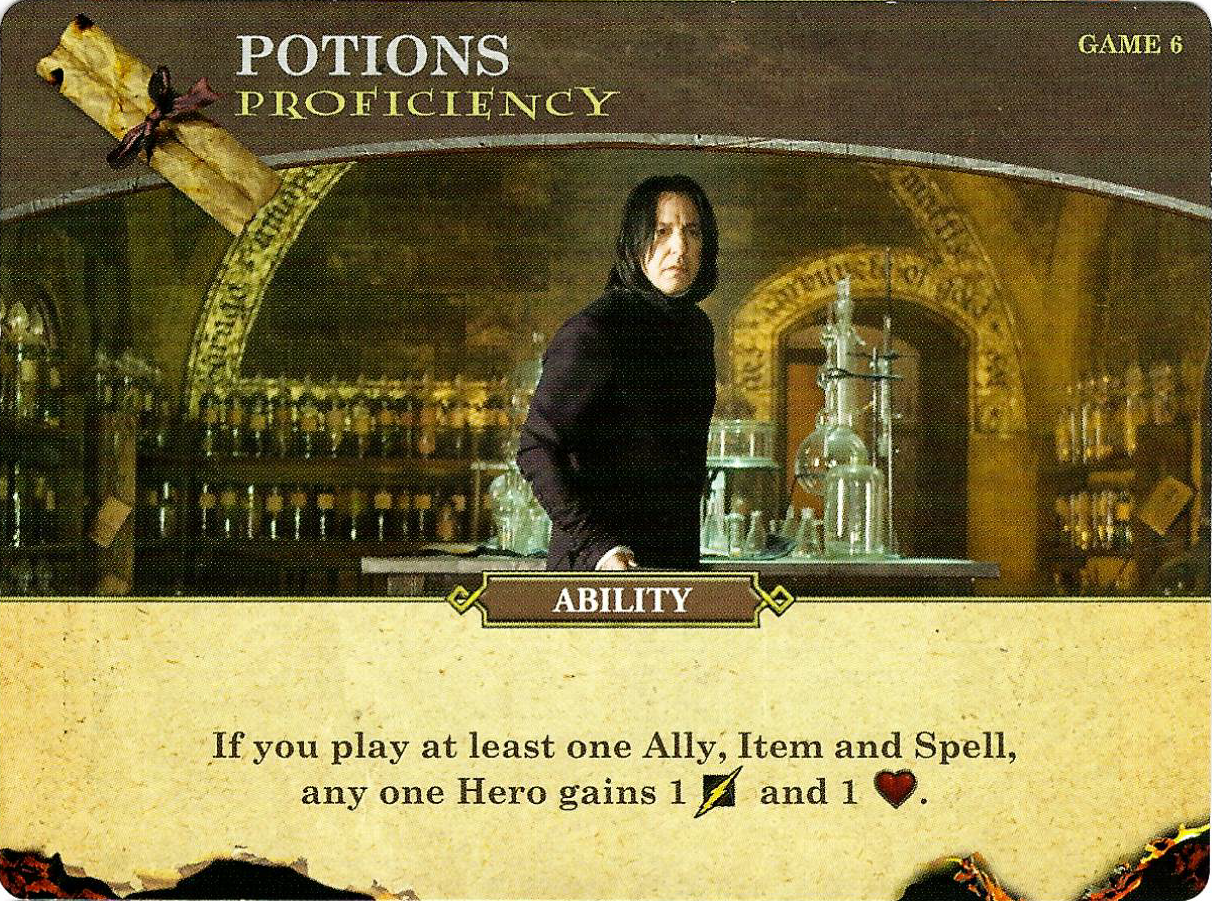 POTIONS
PROFICIENCY
GAME 6
ABILITY
If you play at least one Ally, Item and Spell,
any one Hero gains 1 and 1 .